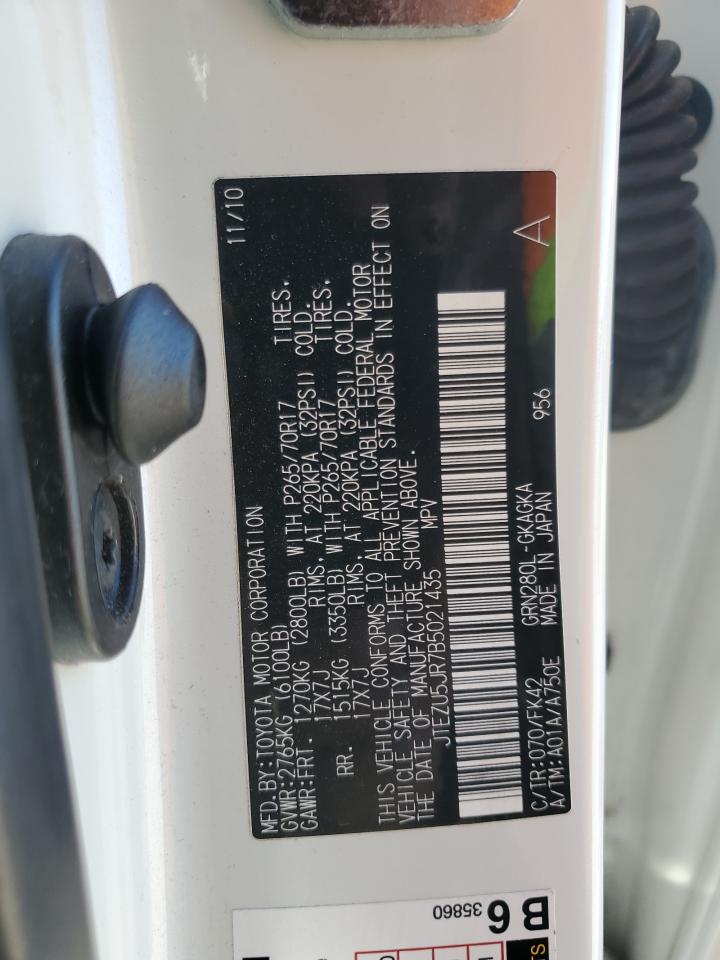 MFD.BY:TOYOTA MOTOR CORPORATION 11/10
GVWR:2765KG (6100LB)
GAWR:FRT. 1270KG (2800LB) WITH P265/70R17 TIRES.
17X7J RIMS. AT 220KPA (32PSI) COLD.
RR. 1515KG (3350LB) WITH P265/70R17 TIRES.
17X7J RIMS. AT 220KPA (32PSI) COLD.
THIS VEHICLE CONFORMS TO ALL APPLICABLE FEDERAL MOTOR
VEHICLE SAFETY AND THEFT PREVENTION STANDARDS IN EFFECT ON
THE DATE OF MANUFACTURE SHOWN ABOVE.
JTEZU5JR7B5021435 MPV
A
C/TR:070/FK42 GRN280L-GKAGKA 956
A/TM:A01A/A750E MADE IN JAPAN
B6
35860